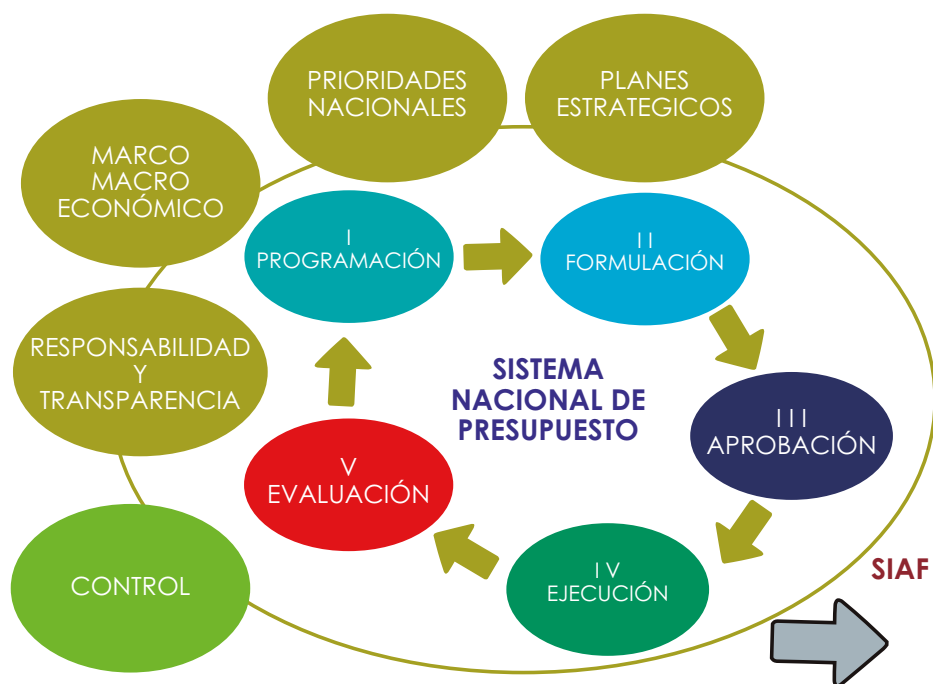 PRIORIDADES
NACIONALES
PLANES
ESTRATEGICOS
MARCO
MACRO
ECONÓMICO
I
PROGRAMACIÓN
I I
FORMULACIÓN
RESPONSABILIDAD
Y
TRANSPARENCIA
SISTEMA
NACIONAL DE
PRESUPUESTO
I I I
APROBACIÓN
V
EVALUACIÓN
I V
EJECUCIÓN
CONTROL
SIAF